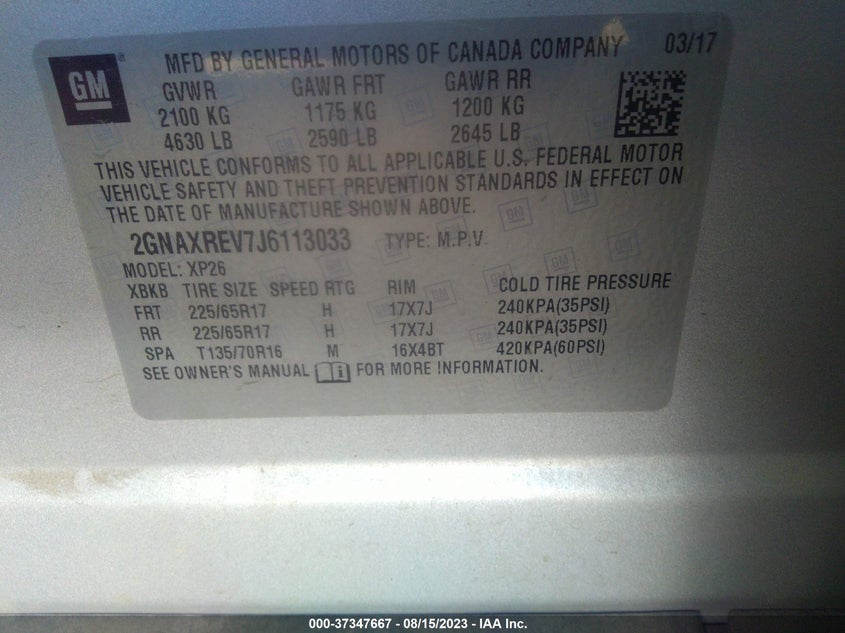 GM ® MFD BY GENERAL MOTORS OF CANADA COMPANY 03/17
GVWR GAWR FRT GAWR RR
2100 KG 1175 KG 1200 KG
4630 LB 2590 LB 2645 LB
THIS VEHICLE CONFORMS TO ALL APPLICABLE U.S. FEDERAL MOTOR
VEHICLE SAFETY AND THEFT PREVENTION STANDARDS IN EFFECT ON
THE DATE OF MANUFACTURE SHOWN ABOVE.
2GNAXREV7J6113033 TYPE: M.P.V.
MODEL: XP26
XBKB TIRE SIZE SPEED RTG RIM COLD TIRE PRESSURE
FRT 225/65R17 H 17X7J 240KPA(35PSI)
RR 225/65R17 H 17X7J 240KPA(35PSI)
SPA T135/70R16 M 16X4BT 420KPA(60PSI)
SEE OWNER'S MANUAL FOR MORE INFORMATION.
000-37347667 - 08/15/2023 - IAA Inc.